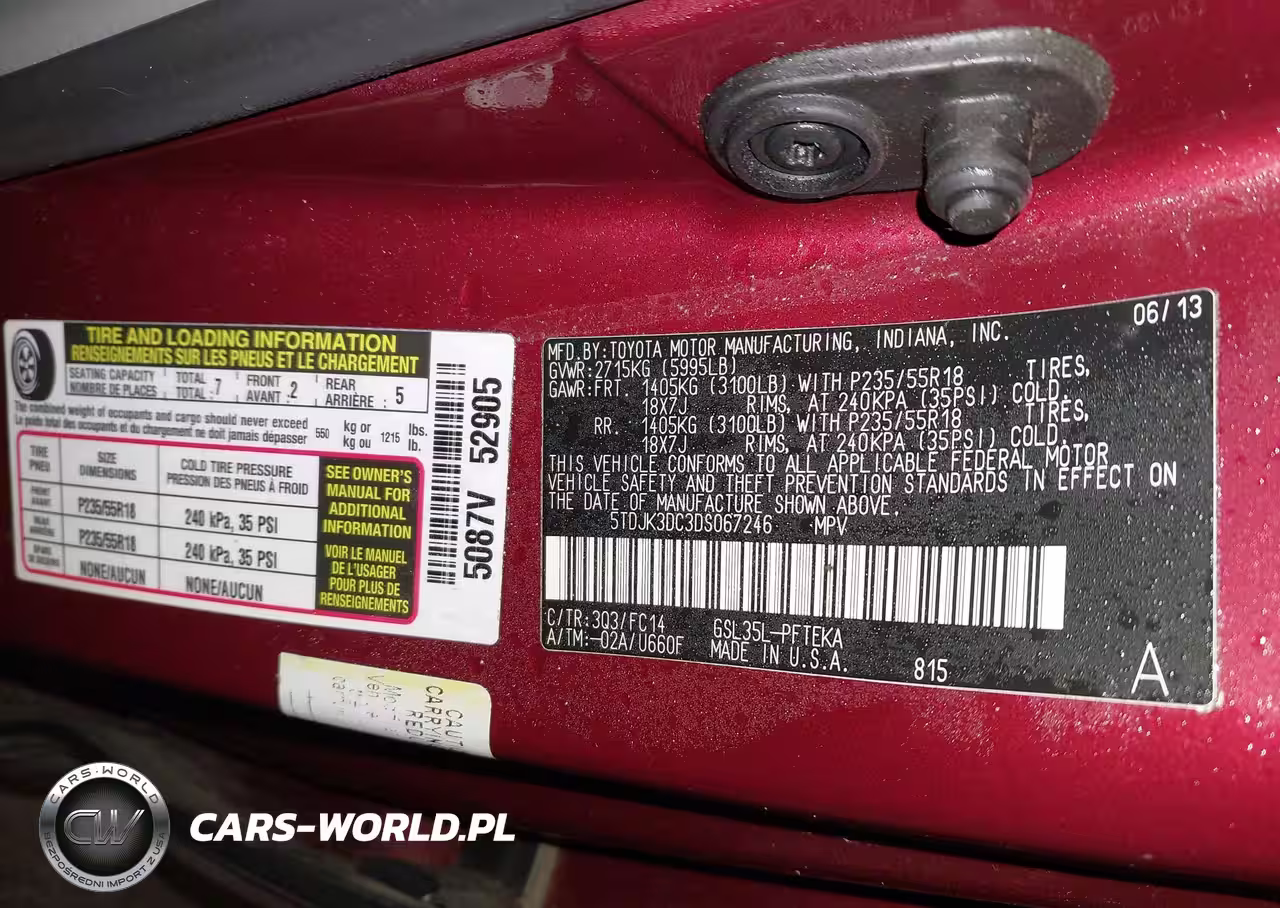 TIRE AND LOADING INFORMATION
RENSEIGNEMENTS SUR LES PNEUS ET LE CHARGEMENT
SEATING CAPACITY TOTAL 7 FRONT 2 REAR 5
NOMBRE DE PLACES TOTAL : AVANT : ARRIÈRE :
The combined weight of occupants and cargo should never exceed 550 kg or 1215 lbs.
Le poids total des occupants et du chargement ne doit jamais dépasser kg ou lb.
TIRE SIZE COLD TIRE PRESSURE
PNEU DIMENSIONS PRESSION DES PNEUS À FROID
FRONT AVANT P235/55R18 240 kPa, 35 PSI
REAR ARRIÈRE P235/55R18 240 kPa, 35 PSI
NONE/AUCUN NONE/AUCUN
SEE OWNER'S
MANUAL FOR
ADDITIONAL
INFORMATION
VOIR LE MANUEL
DE L'USAGER
POUR PLUS DE
RENSEIGNEMENTS
5087V 52905
06/13
MFD.BY:TOYOTA MOTOR MANUFACTURING, INDIANA, INC.
GVWR:2715KG (5995LB)
GAWR:FRT. 1405KG (3100LB) WITH P235/55R18 TIRES,
18X7J RIMS, AT 240KPA (35PSI) COLD.
RR. 1405KG (3100LB) WITH P235/55R18 TIRES,
18X7J RIMS, AT 240KPA (35PSI) COLD.
THIS VEHICLE CONFORMS TO ALL APPLICABLE FEDERAL MOTOR
VEHICLE SAFETY AND THEFT PREVENTION STANDARDS IN EFFECT ON
THE DATE OF MANUFACTURE SHOWN ABOVE.
5TDJK3DC3DS067246 MPV
C/TR:3Q3/FC14 GSL35L-PFTEKA
A/TM:-02A/U660F MADE IN U.S.A. 815
A
CAUT
CARRYIN
RED
CARS-WORLD
CW
BEZPOŚREDNI IMPORT Z USA
CARS-WORLD.PL